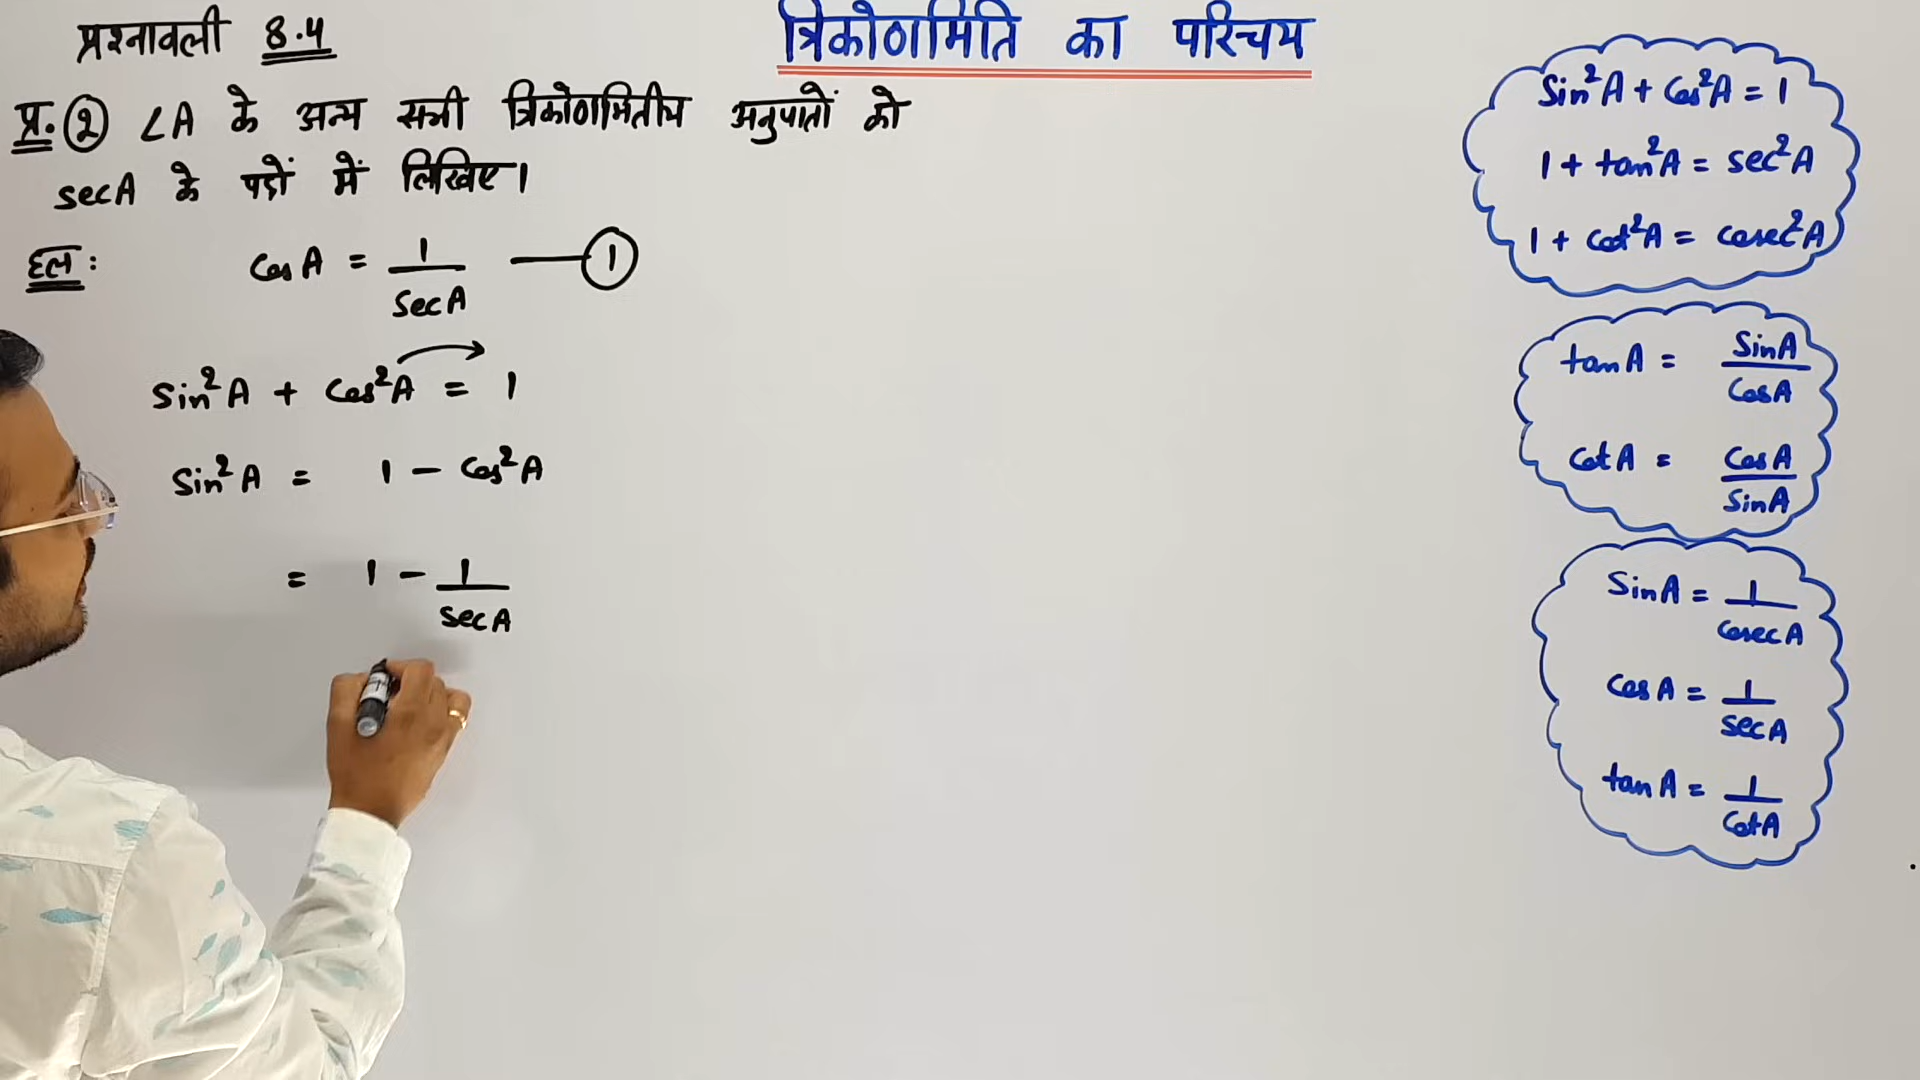 प्रश्नावली 8.4
त्रिकोणमिति का परिचय
प्र. ② ∠A के अन्य सभी त्रिकोणमितीय अनुपातों को
secA के पदों में लिखिए।
हल :
cosA = 1/secA —— ①
Sin²A + Cos²A = 1
Sin²A = 1 - Cos²A
= 1 - 1/secA
Sin²A + Cos²A = 1
1 + tan²A = sec²A
1 + cot²A = cosec²A
tanA = SinA/CosA
CotA = CosA/SinA
SinA = 1/CosecA
CosA = 1/secA
tanA = 1/CotA